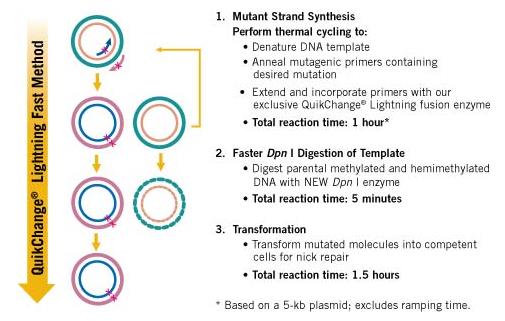 QuikChange® Lightning Fast Method
1. Mutant Strand Synthesis
Perform thermal cycling to:
• Denature DNA template
• Anneal mutagenic primers containing
desired mutation
• Extend and incorporate primers with our
exclusive QuikChange® Lightning fusion enzyme
• Total reaction time: 1 hour*
2. Faster Dpn I Digestion of Template
• Digest parental methylated and hemimethylated
DNA with NEW Dpn I enzyme
• Total reaction time: 5 minutes
3. Transformation
• Transform mutated molecules into competent
cells for nick repair
• Total reaction time: 1.5 hours
* Based on a 5-kb plasmid; excludes ramping time.